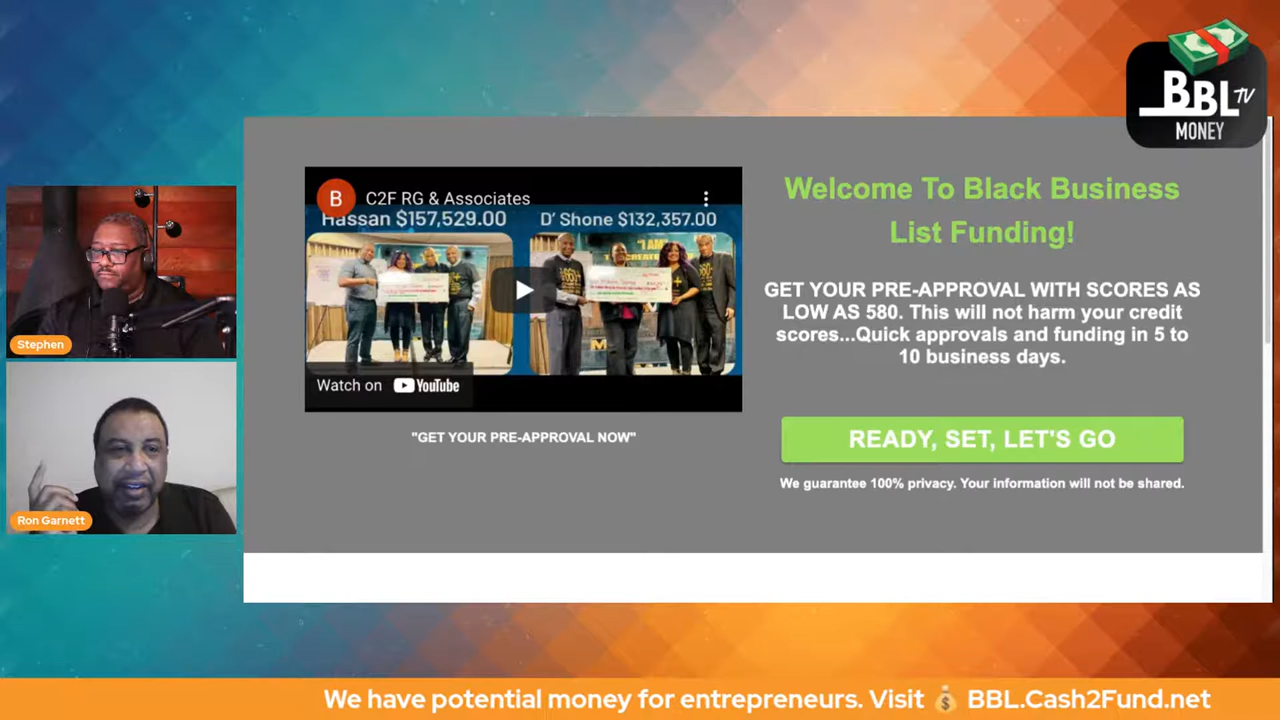 BBL TV
MONEY
B
C2F RG & Associates
Hassan $157,529.00
D' Shone $132,357.00
Watch on YouTube
"GET YOUR PRE-APPROVAL NOW"
Welcome To Black Business
List Funding!
GET YOUR PRE-APPROVAL WITH SCORES AS
LOW AS 580. This will not harm your credit
scores...Quick approvals and funding in 5 to
10 business days.
READY, SET, LET'S GO
We guarantee 100% privacy. Your information will not be shared.
Stephen
Ron Garnett
We have potential money for entrepreneurs. Visit 💰 BBL.Cash2Fund.net